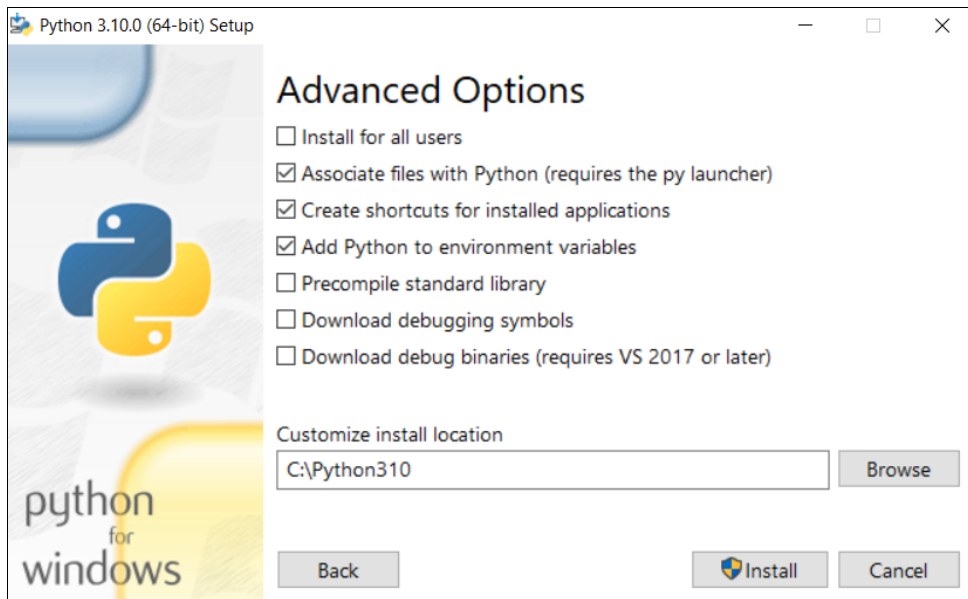 Python 3.10.0 (64-bit) Setup
Advanced Options
Install for all users
Associate files with Python (requires the py launcher)
Create shortcuts for installed applications
Add Python to environment variables
Precompile standard library
Download debugging symbols
Download debug binaries (requires VS 2017 or later)
Customize install location
C:\Python310
Browse
python
for
windows
Back
Install
Cancel